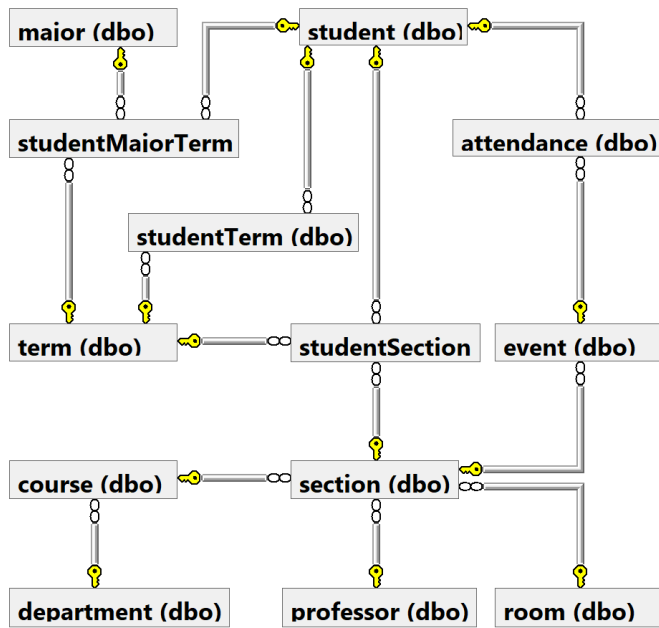 major (dbo)
student (dbo)
studentMajorTerm
attendance (dbo)
studentTerm (dbo)
term (dbo)
studentSection
event (dbo)
course (dbo)
section (dbo)
department (dbo)
professor (dbo)
room (dbo)